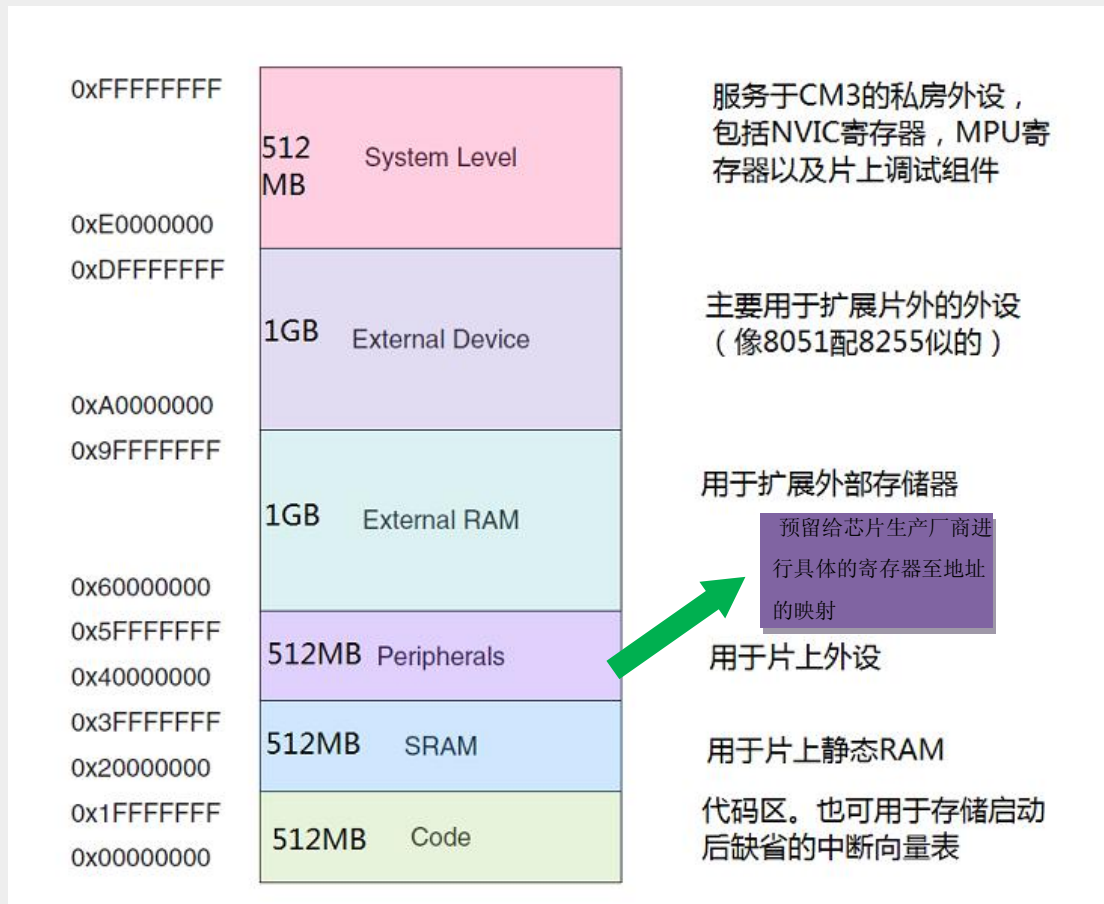 0xFFFFFFFF
512
MB
System Level
服务于CM3的私房外设，
包括NVIC寄存器，MPU寄
存器以及片上调试组件
0xE0000000
0xDFFFFFFF
1GB
External Device
主要用于扩展片外的外设
（像8051配8255似的）
0xA0000000
0x9FFFFFFF
1GB
External RAM
用于扩展外部存储器
预留给芯片生产厂商进
行具体的寄存器至地址
的映射
0x60000000
0x5FFFFFFF
512MB
Peripherals
用于片上外设
0x40000000
0x3FFFFFFF
512MB
SRAM
用于片上静态RAM
0x20000000
0x1FFFFFFF
512MB
Code
代码区。也可用于存储启动
后缺省的中断向量表
0x00000000